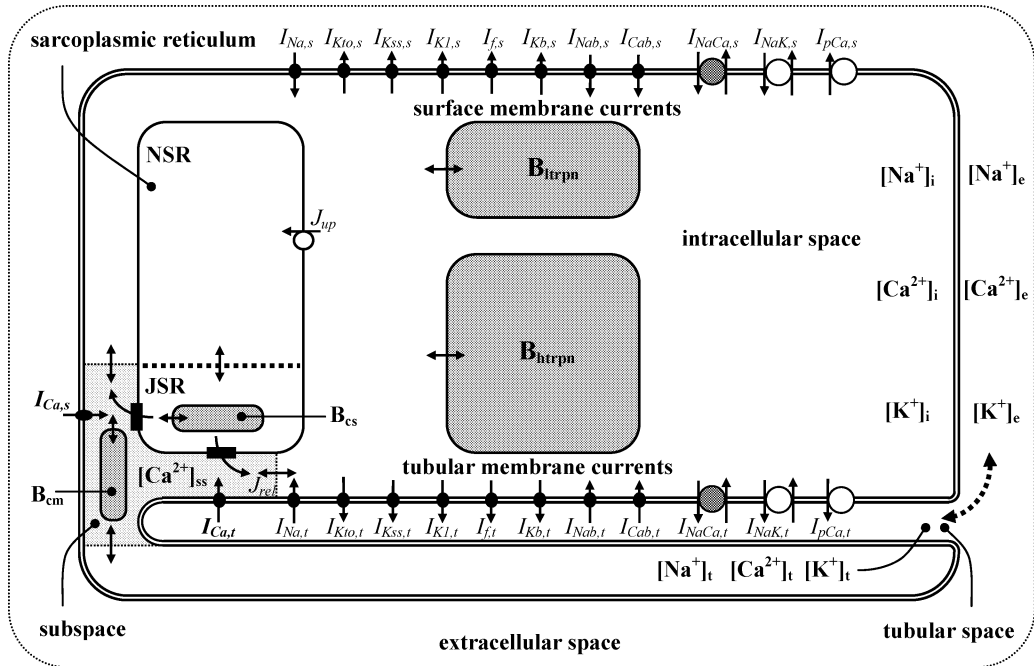 sarcoplasmic reticulum
I_Na,s I_Kto,s I_Kss,s I_K1,s I_f,s I_Kb,s I_Nab,s I_Cab,s I_NaCa,s I_NaK,s I_pCa,s
surface membrane currents
NSR
B_ltrpn
[Na⁺]_i [Na⁺]_e
J_up
intracellular space
[Ca²⁺]_i [Ca²⁺]_e
B_htrpn
JSR
I_Ca,s
B_cs
[K⁺]_i [K⁺]_e
tubular membrane currents
[Ca²⁺]_ss
J_rel
B_cm
I_Ca,t I_Na,t I_Kto,t I_Kss,t I_K1,t I_f,t I_Kb,t I_Nab,t I_Cab,t I_NaCa,t I_NaK,t I_pCa,t
[Na⁺]_t [Ca²⁺]_t [K⁺]_t
subspace
extracellular space
tubular space